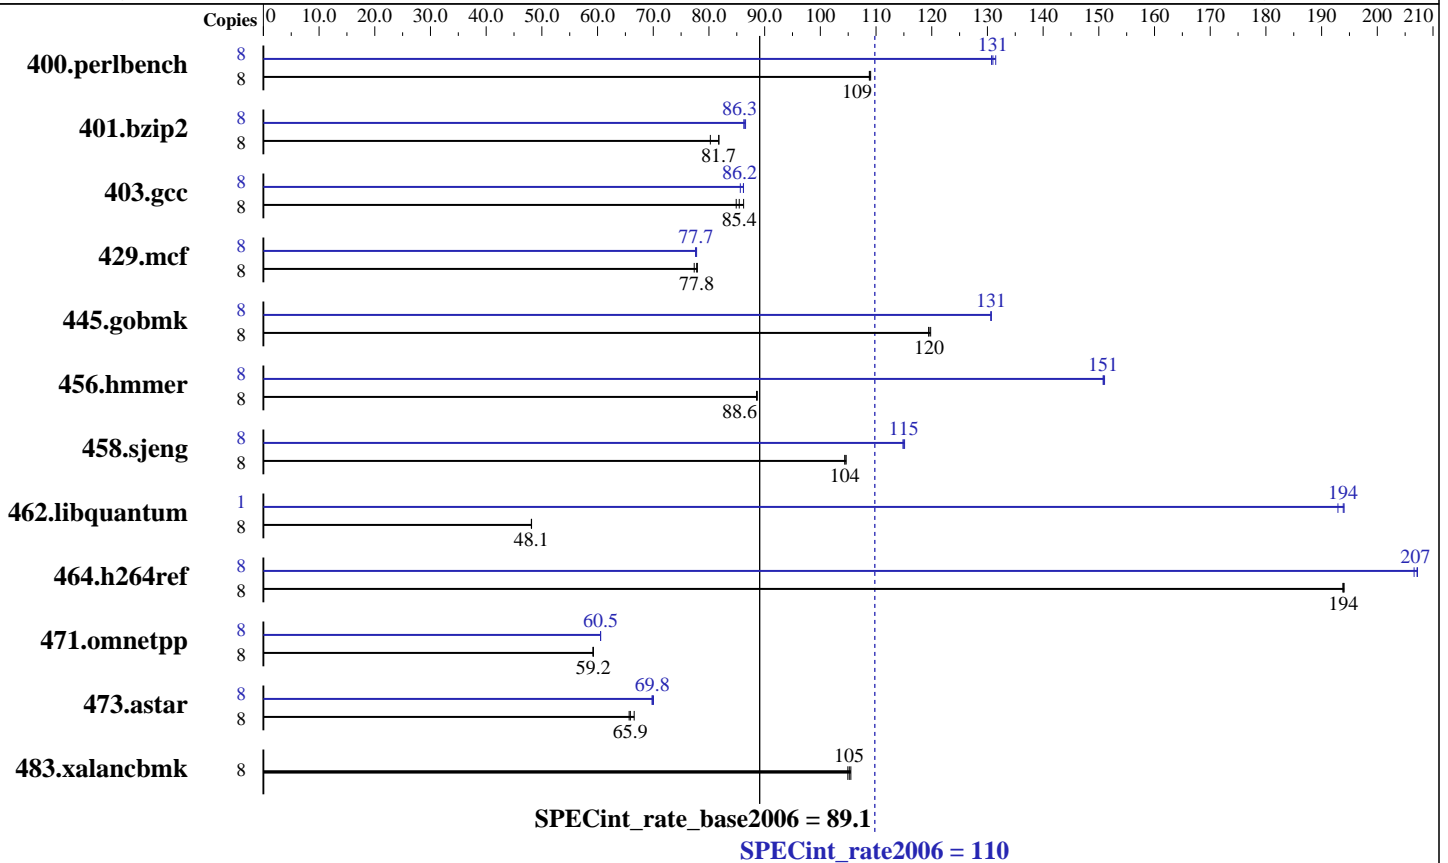 Copies 0 10.0 20.0 30.0 40.0 50.0 60.0 70.0 80.0 90.0 100 110 120 130 140 150 160 170 180 190 200 210
400.perlbench 8 131
8 109
401.bzip2 8 86.3
8 81.7
403.gcc 8 86.2
8 85.4
429.mcf 8 77.7
8 77.8
445.gobmk 8 131
8 120
456.hmmer 8 151
8 88.6
458.sjeng 8 115
8 104
462.libquantum 1 194
8 48.1
464.h264ref 8 207
8 194
471.omnetpp 8 60.5
8 59.2
473.astar 8 69.8
8 65.9
483.xalancbmk 8 105
SPECint_rate_base2006 = 89.1
SPECint_rate2006 = 110